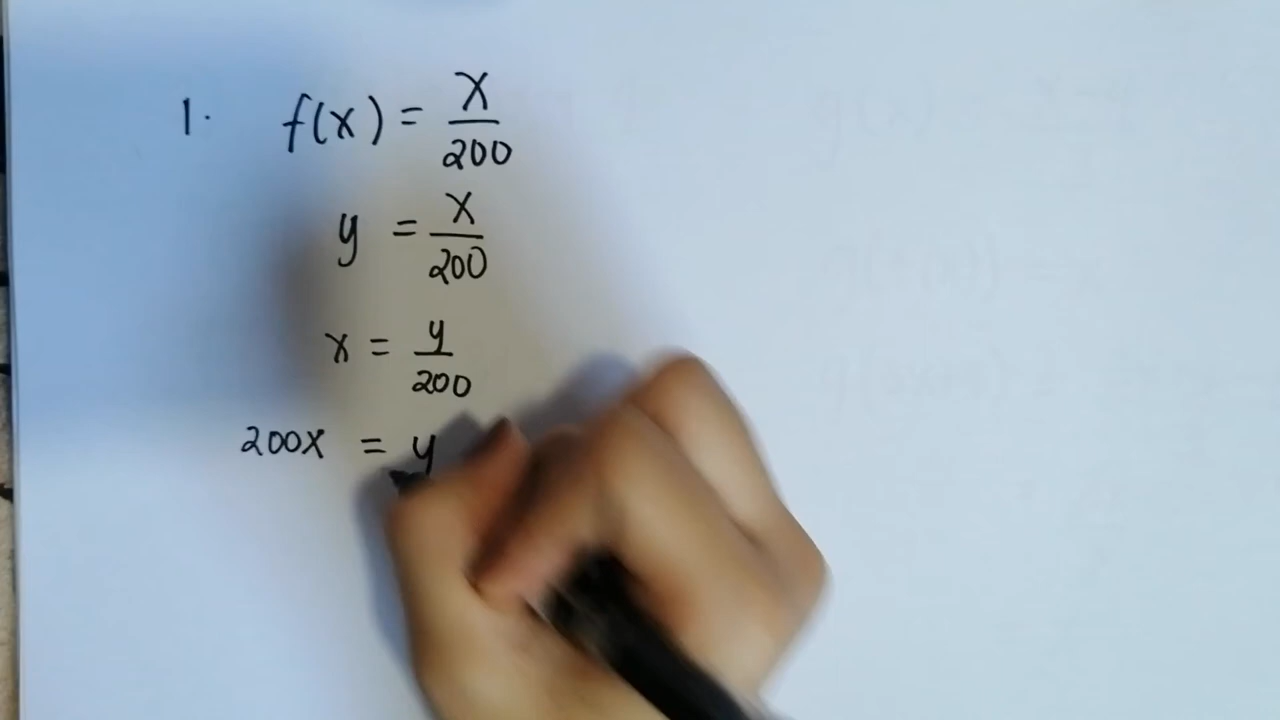 1. f(x) = x/200
y = x/200
x = y/200
200x = y